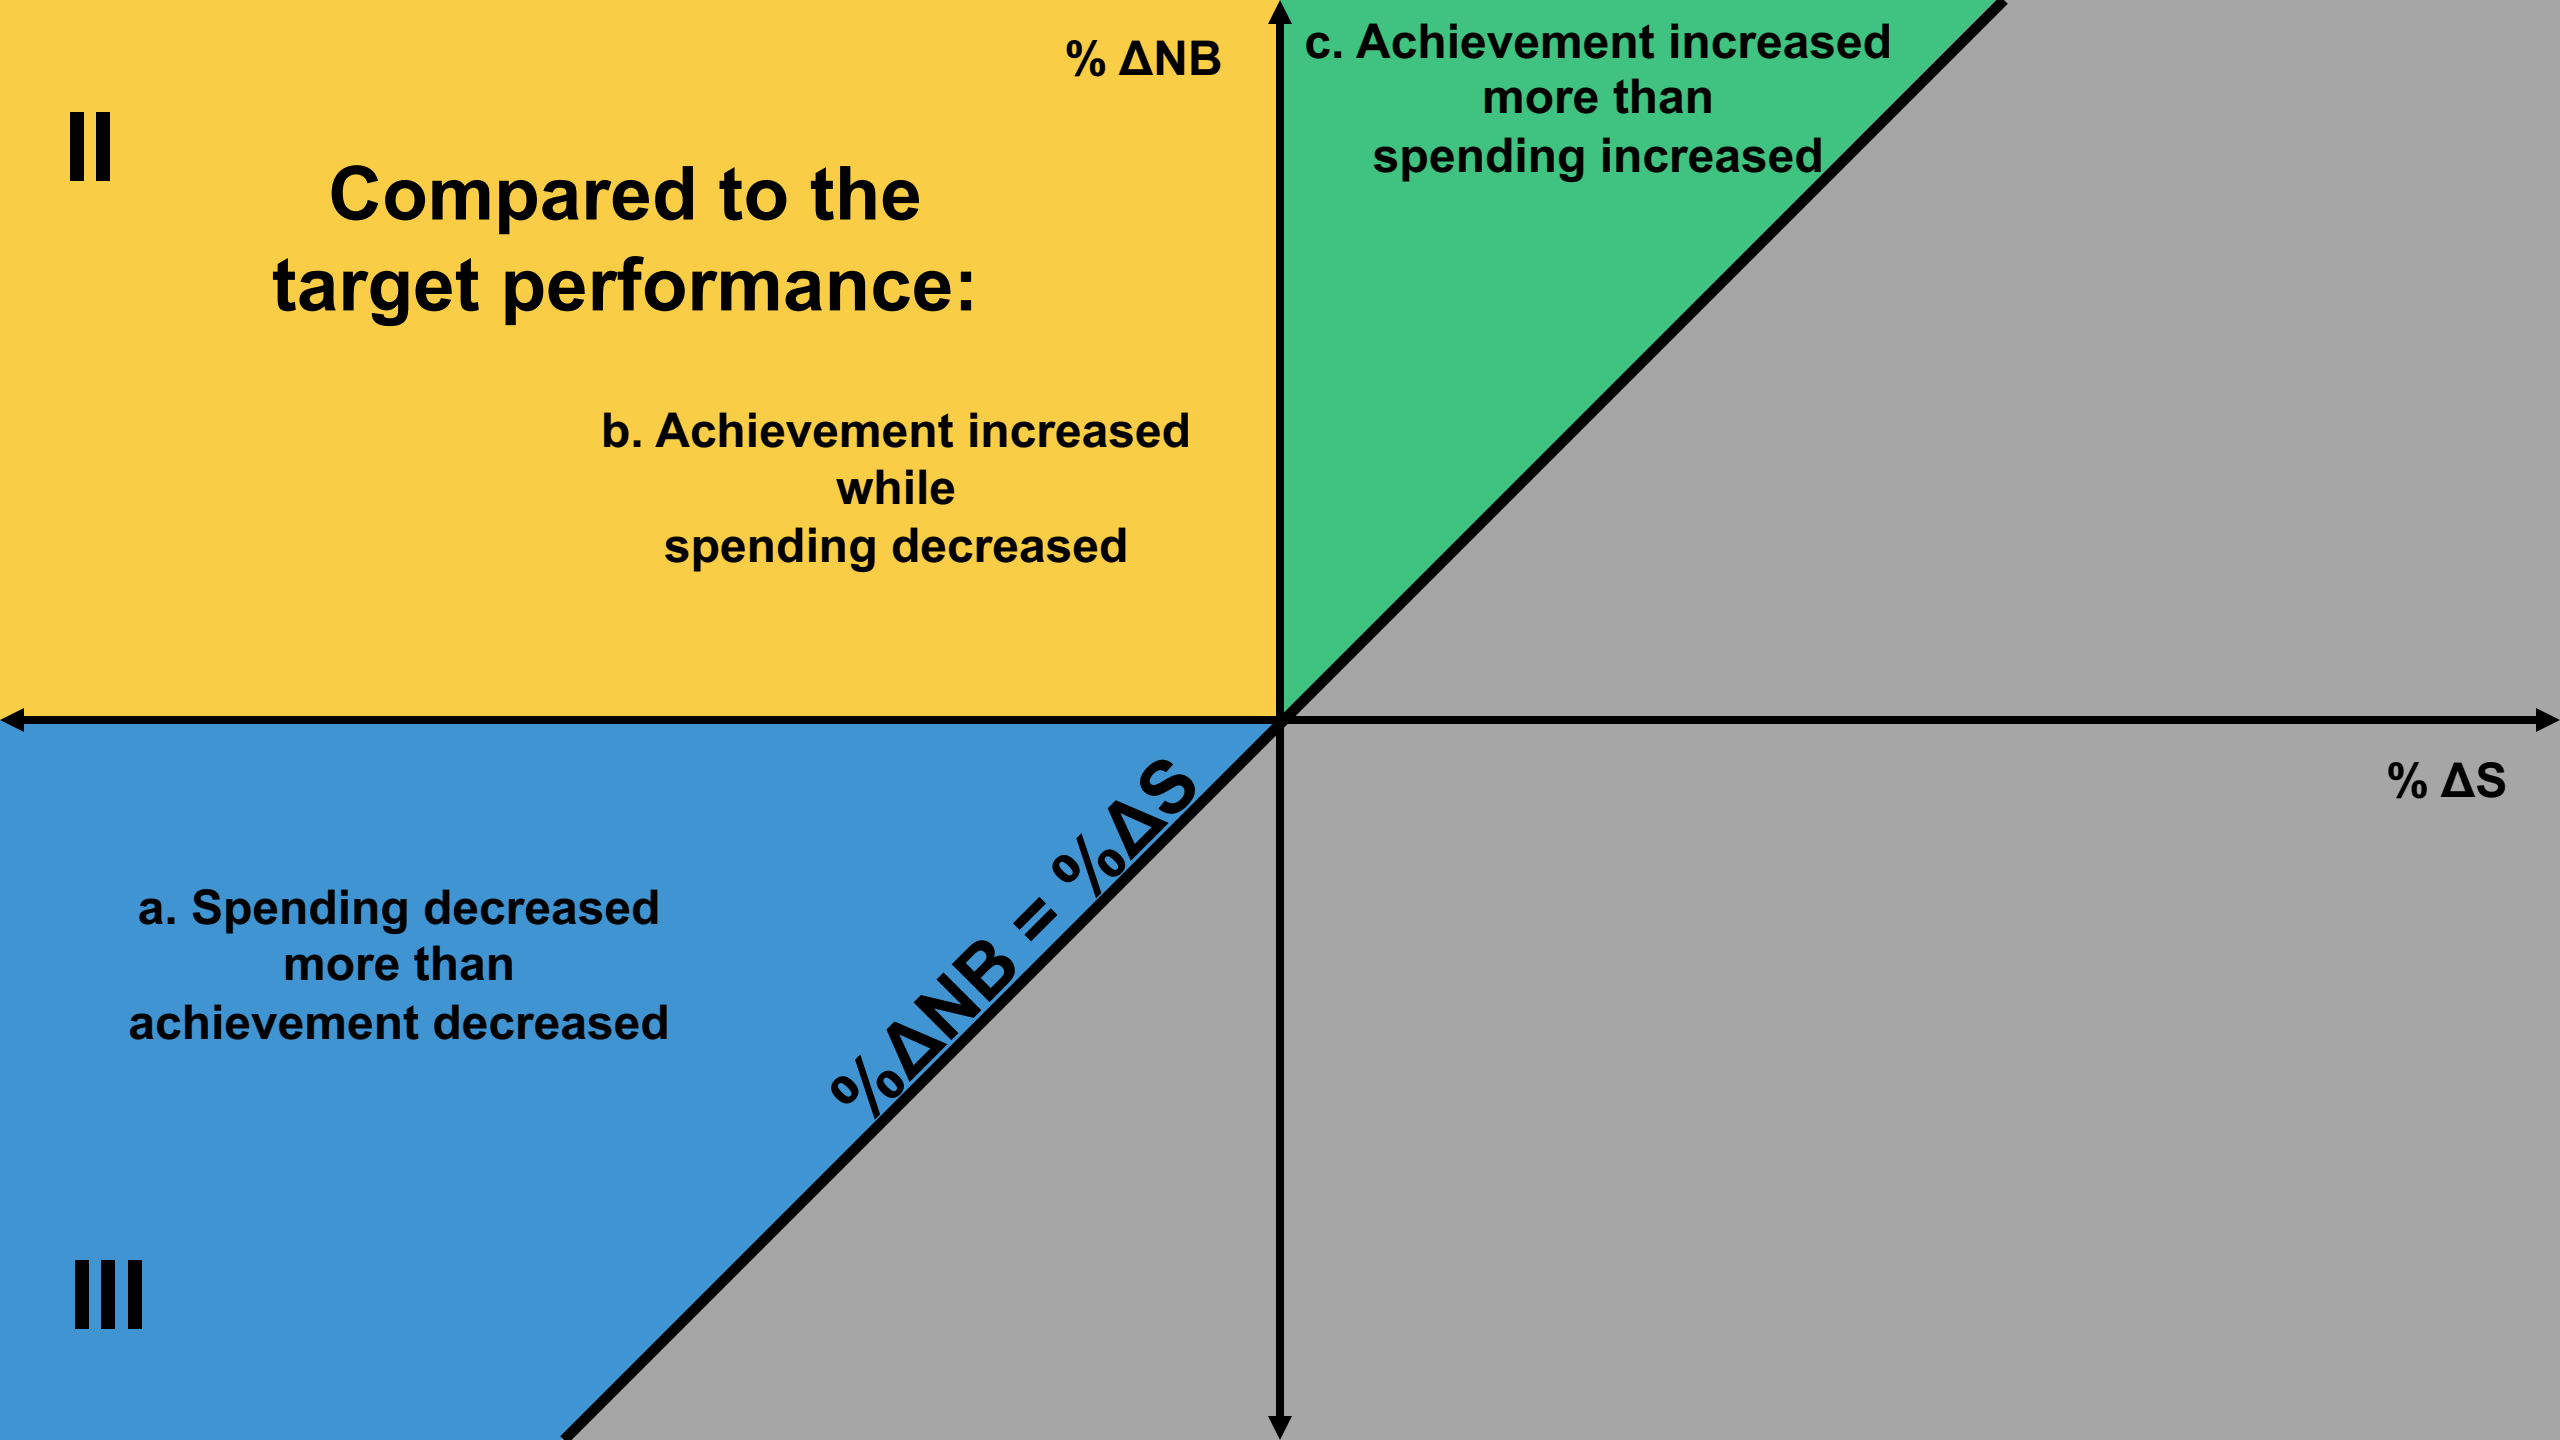 % ΔNB
c. Achievement increased
more than
spending increased
II
Compared to the
target performance:
b. Achievement increased
while
spending decreased
% ΔS
%ΔNB = %ΔS
a. Spending decreased
more than
achievement decreased
III